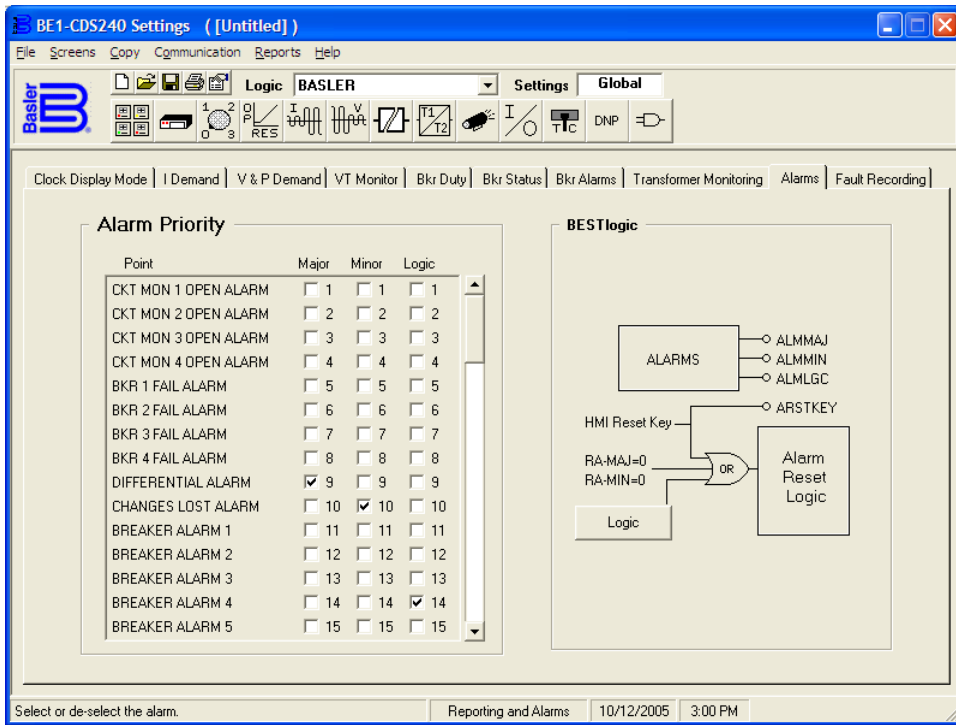 BE1-CDS240 Settings ( [Untitled] )
File Screens Copy Communication Reports Help
Basler
Logic BASLER Settings Global
0 1 2 3
O P RES
I
V
T1 T2
I/O
TTC
DNP
Clock Display Mode I Demand V & P Demand VT Monitor Bkr Duty Bkr Status Bkr Alarms Transformer Monitoring Alarms Fault Recording
Alarm Priority
Point Major Minor Logic
CKT MON 1 OPEN ALARM 1 1 1
CKT MON 2 OPEN ALARM 2 2 2
CKT MON 3 OPEN ALARM 3 3 3
CKT MON 4 OPEN ALARM 4 4 4
BKR 1 FAIL ALARM 5 5 5
BKR 2 FAIL ALARM 6 6 6
BKR 3 FAIL ALARM 7 7 7
BKR 4 FAIL ALARM 8 8 8
DIFFERENTIAL ALARM 9 9 9
CHANGES LOST ALARM 10 10 10
BREAKER ALARM 1 11 11 11
BREAKER ALARM 2 12 12 12
BREAKER ALARM 3 13 13 13
BREAKER ALARM 4 14 14 14
BREAKER ALARM 5 15 15 15
BESTlogic
ALARMS
ALMMAJ
ALMMIN
ALMLGC
ARSTKEY
HMI Reset Key
RA-MAJ=0
RA-MIN=0
OR
Alarm
Reset
Logic
Logic
Select or de-select the alarm. Reporting and Alarms 10/12/2005 3:00 PM